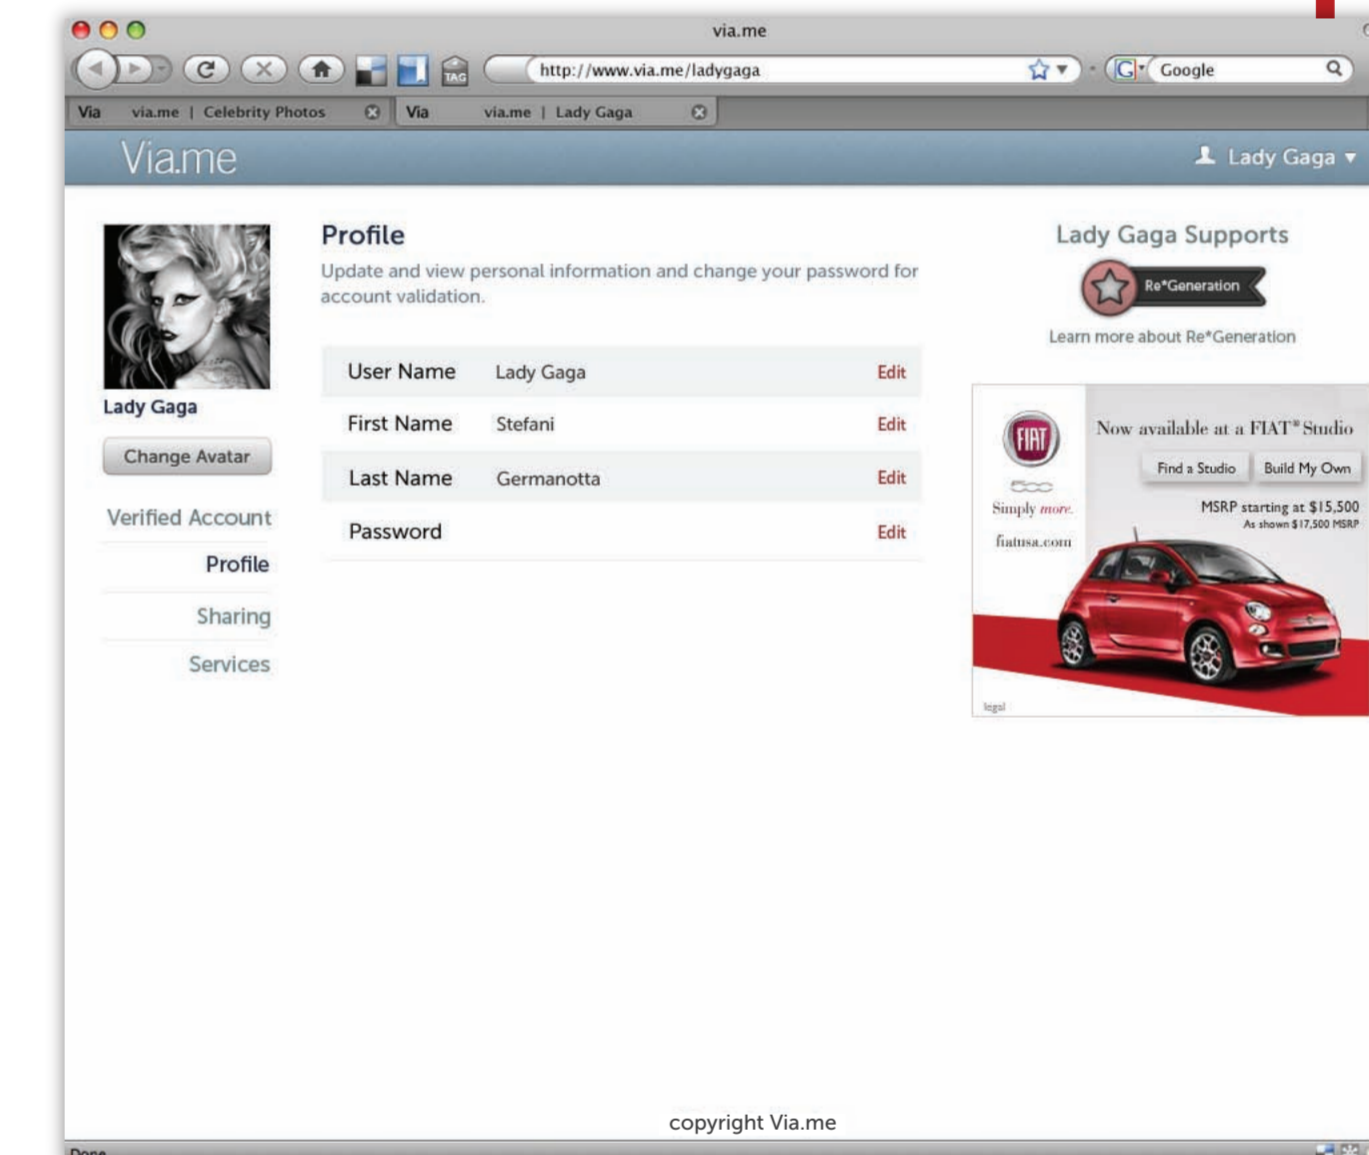 via.me
TAG
http://www.via.me/ladygaga
Google
Via via.me | Celebrity Photos
Via via.me | Lady Gaga
Via.me
Lady Gaga
Lady Gaga
Change Avatar
Verified Account
Profile
Sharing
Services
Profile
Update and view personal information and change your password for
account validation.
User Name Lady Gaga Edit
First Name Stefani Edit
Last Name Germanotta Edit
Password Edit
Lady Gaga Supports
Re*Generation
Learn more about Re*Generation
FIAT
500
Simply more.
fiatusa.com
Now available at a FIAT® Studio
Find a Studio Build My Own
MSRP starting at $15,500
As shown $17,500 MSRP
legal
copyright Via.me
Done